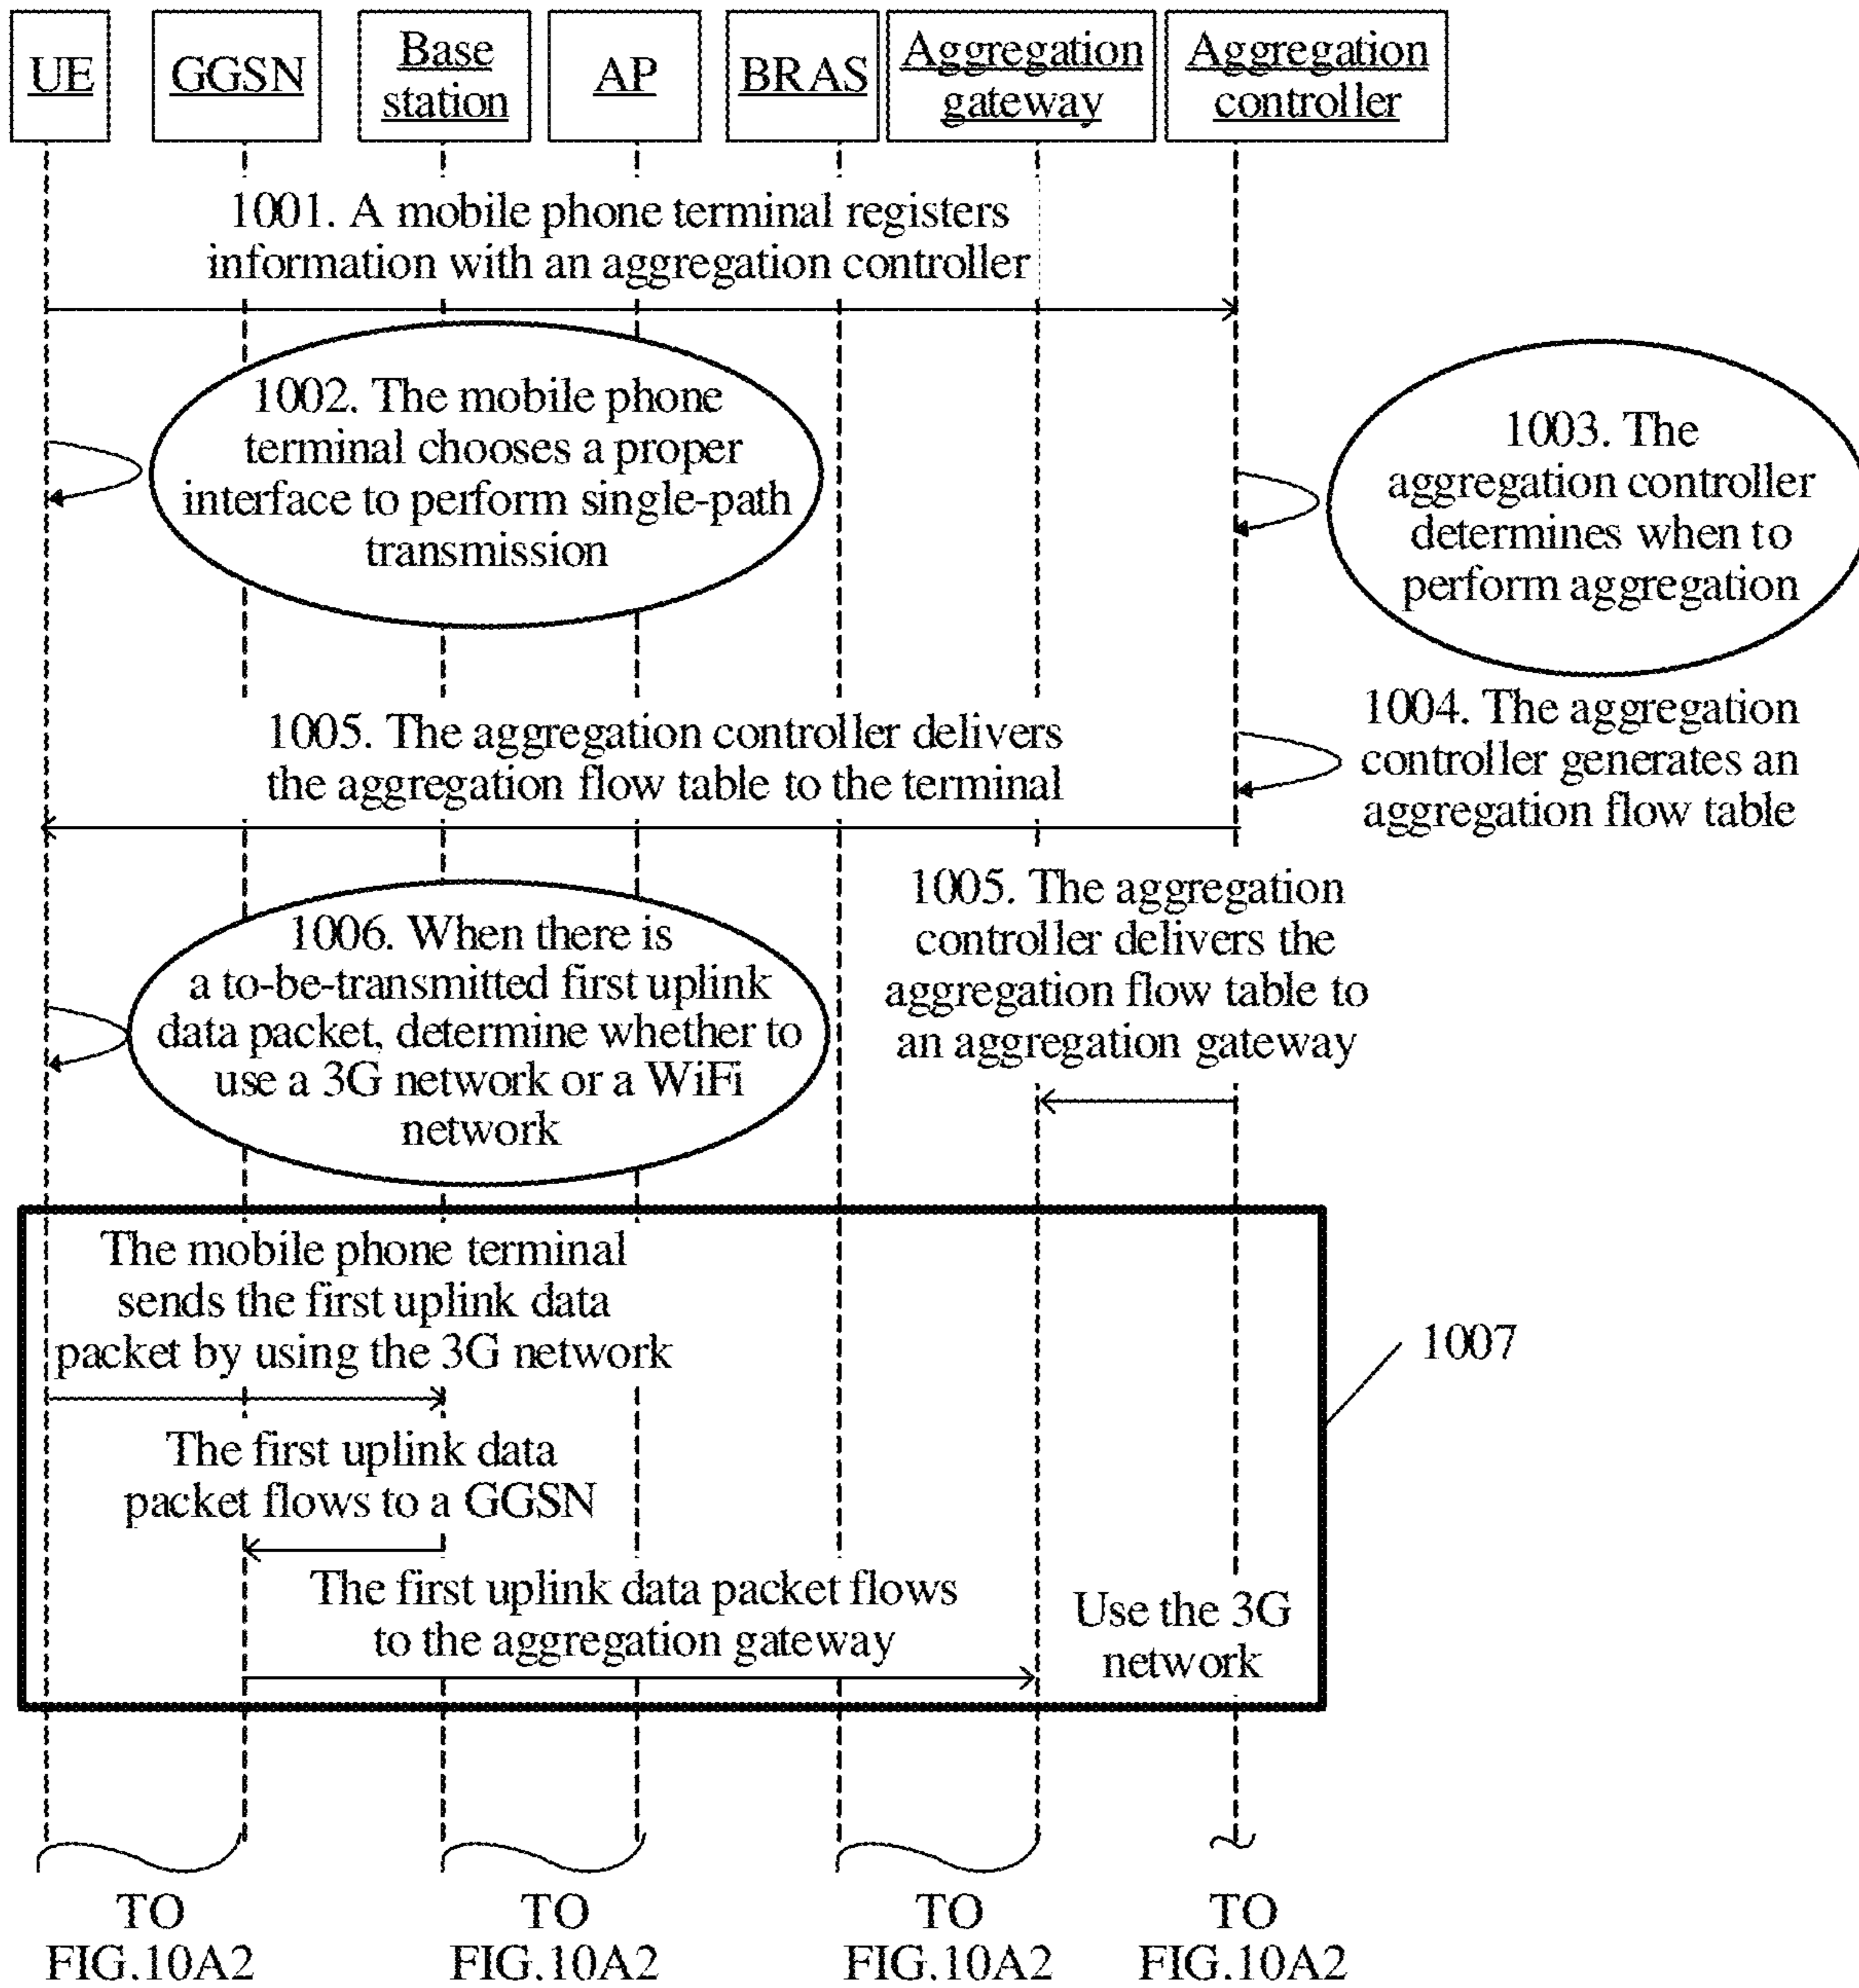 UE
GGSN
Base
station
AP
BRAS
Aggregation
gateway
Aggregation
controller
1001. A mobile phone terminal registers
information with an aggregation controller
1002. The mobile phone
terminal chooses a proper
interface to perform single-path
transmission
1003. The
aggregation controller
determines when to
perform aggregation
1004. The aggregation
controller generates an
aggregation flow table
1005. The aggregation controller delivers
the aggregation flow table to the terminal
1005. The aggregation
controller delivers the
aggregation flow table to
an aggregation gateway
1006. When there is
a to-be-transmitted first uplink
data packet, determine whether to
use a 3G network or a WiFi
network
The mobile phone terminal
sends the first uplink data
packet by using the 3G network
1007
The first uplink data
packet flows to a GGSN
The first uplink data packet flows
to the aggregation gateway
Use the 3G
network
TO
FIG.10A2
TO
FIG.10A2
TO
FIG.10A2
TO
FIG.10A2